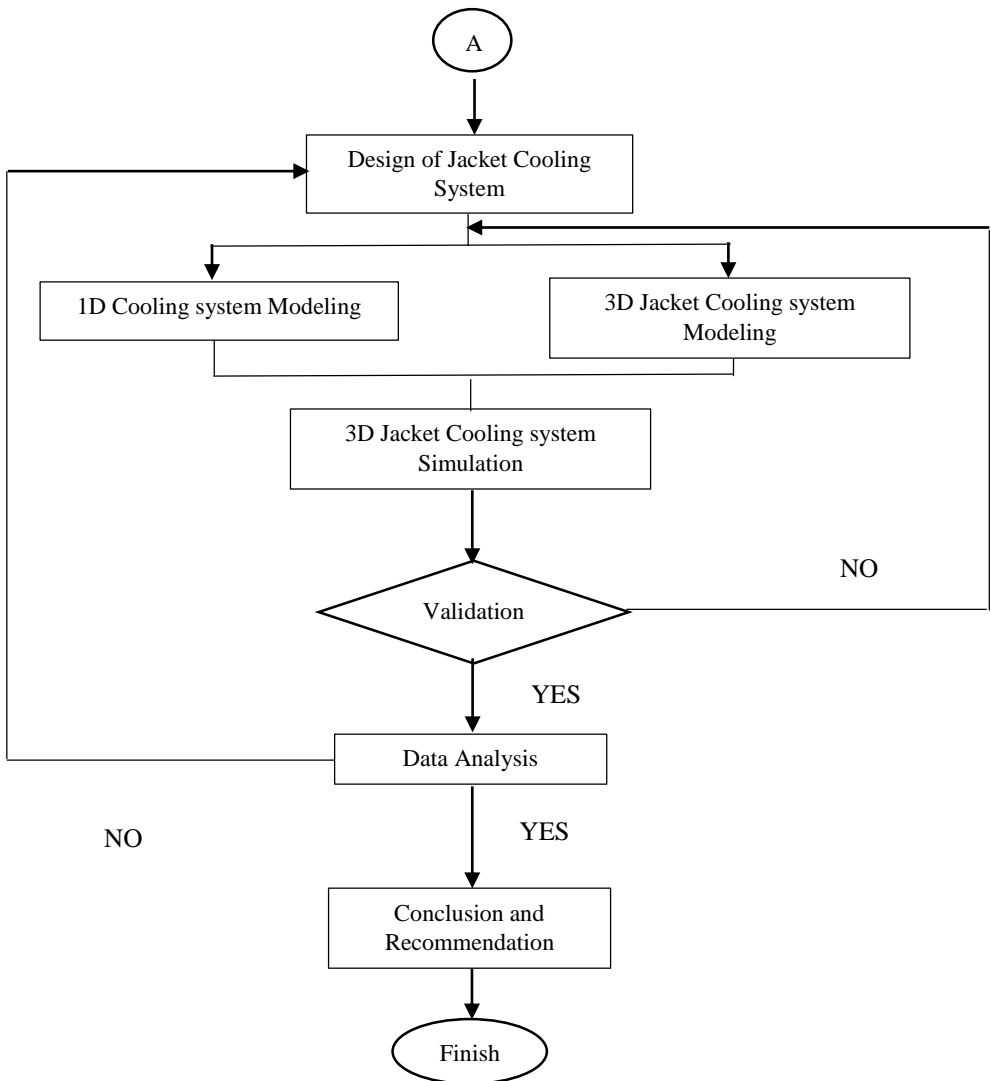 A
Design of Jacket Cooling
System
1D Cooling system Modeling
3D Jacket Cooling system
Modeling
3D Jacket Cooling system
Simulation
NO
Validation
YES
Data Analysis
NO
YES
Conclusion and
Recommendation
Finish